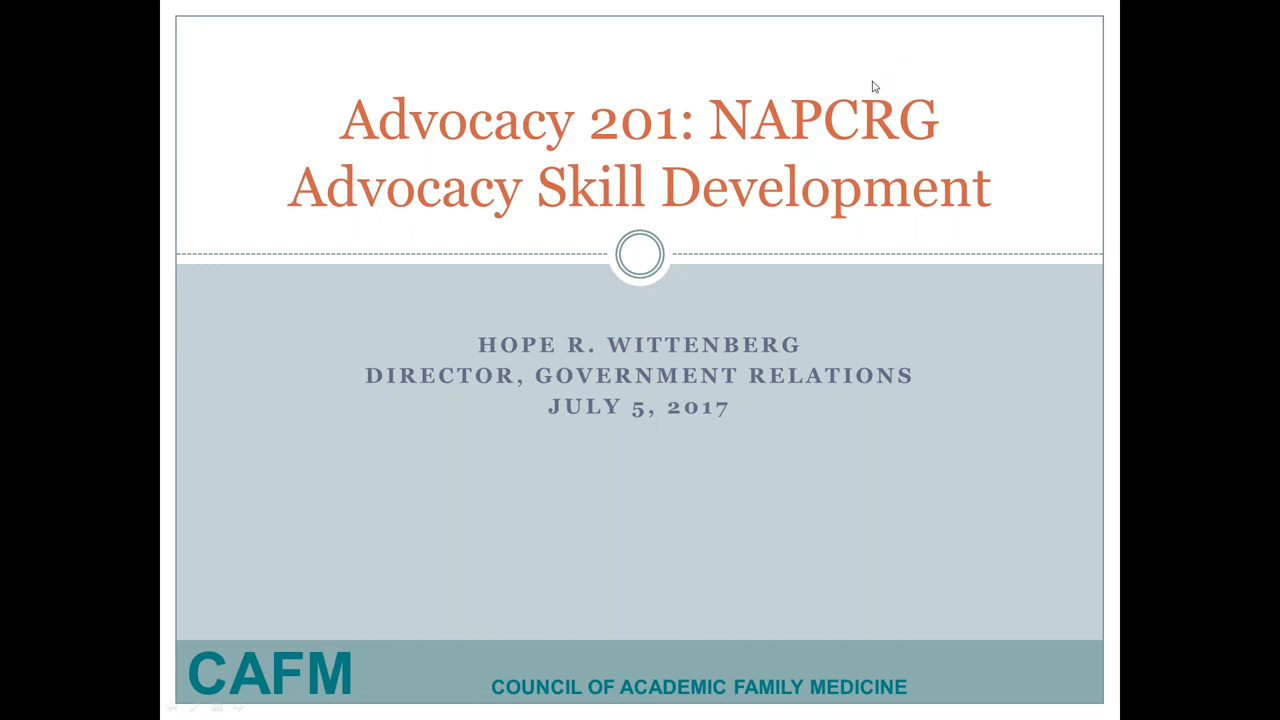 Advocacy 201: NAPCRG
Advocacy Skill Development
HOPE R. WITTENBERG
DIRECTOR, GOVERNMENT RELATIONS
JULY 5, 2017
CAFM
COUNCIL OF ACADEMIC FAMILY MEDICINE